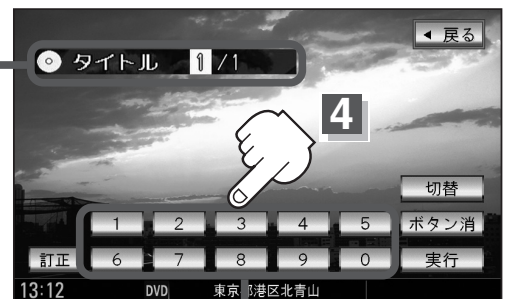 ◀ 戻る
タイトル 1/1
4
切替
1 2 3 4 5 ボタン消
訂正 6 7 8 9 0 実行
13:12 DVD 東京都港区北青山